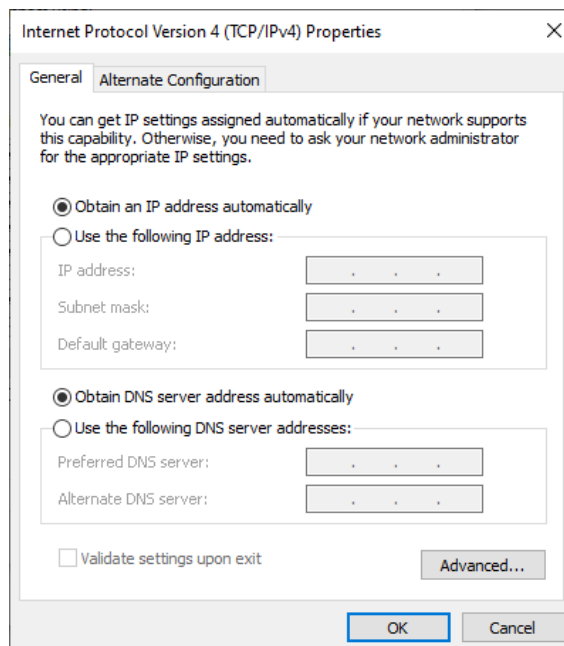 Internet Protocol Version 4 (TCP/IPv4) Properties
General
Alternate Configuration
You can get IP settings assigned automatically if your network supports
this capability. Otherwise, you need to ask your network administrator
for the appropriate IP settings.
Obtain an IP address automatically
Use the following IP address:
IP address:
Subnet mask:
Default gateway:
Obtain DNS server address automatically
Use the following DNS server addresses:
Preferred DNS server:
Alternate DNS server:
Validate settings upon exit
Advanced...
OK
Cancel